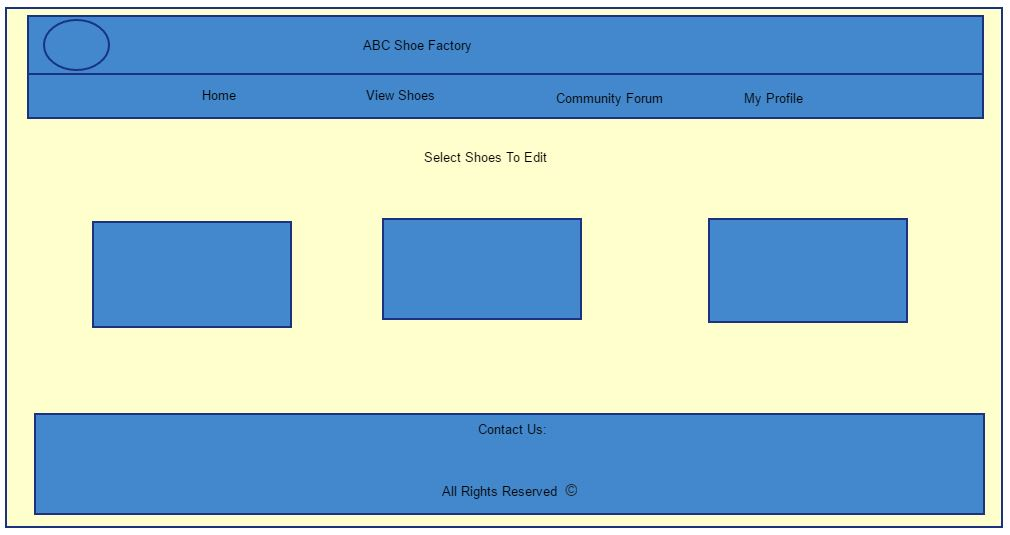 ABC Shoe Factory
Home View Shoes Community Forum My Profile
Select Shoes To Edit
Contact Us:
All Rights Reserved ©